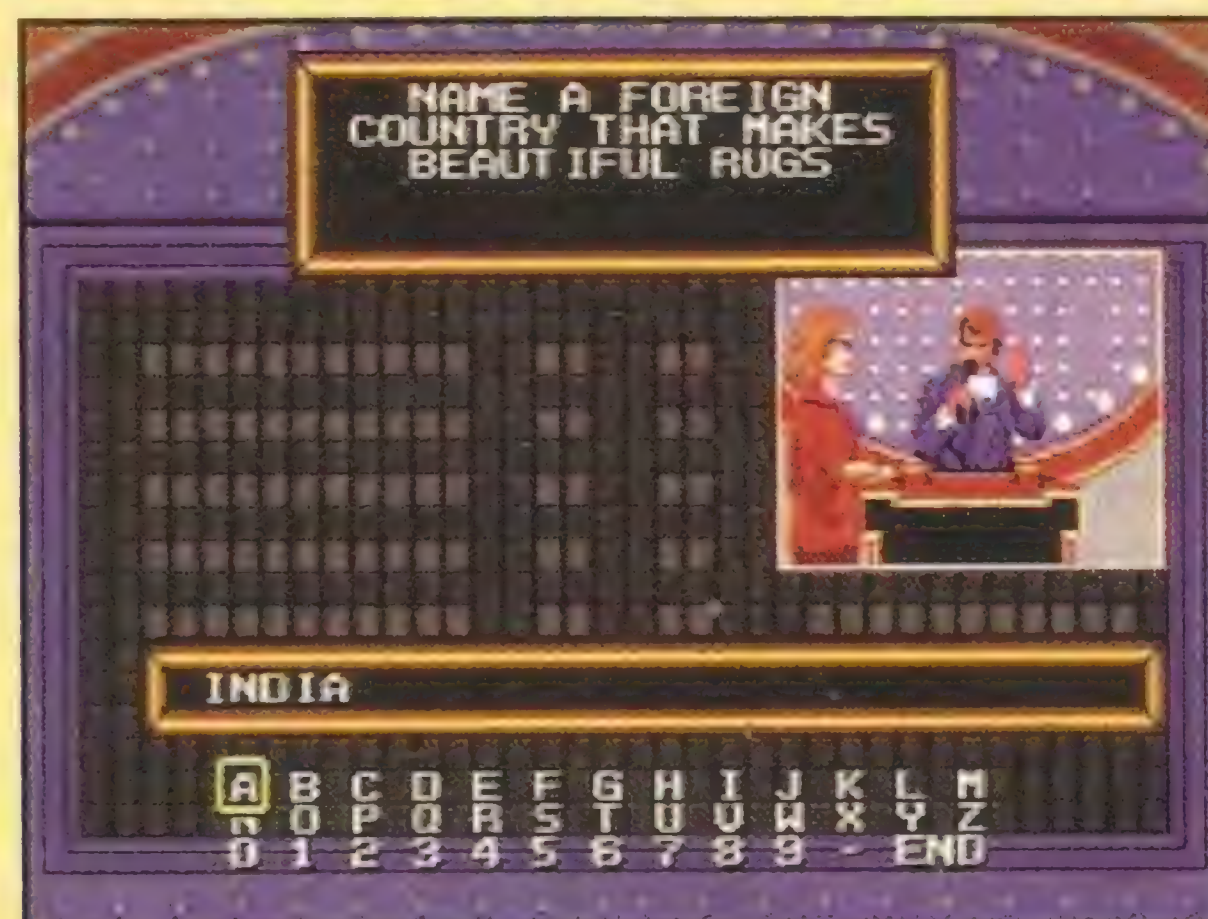 NAME A FOREIGN
COUNTRY THAT MAKES
BEAUTIFUL RUGS
INDIA
A B C D E F G H I J K L M
N O P Q R S T U V W X Y Z
0 1 2 3 4 5 6 7 8 9 - END